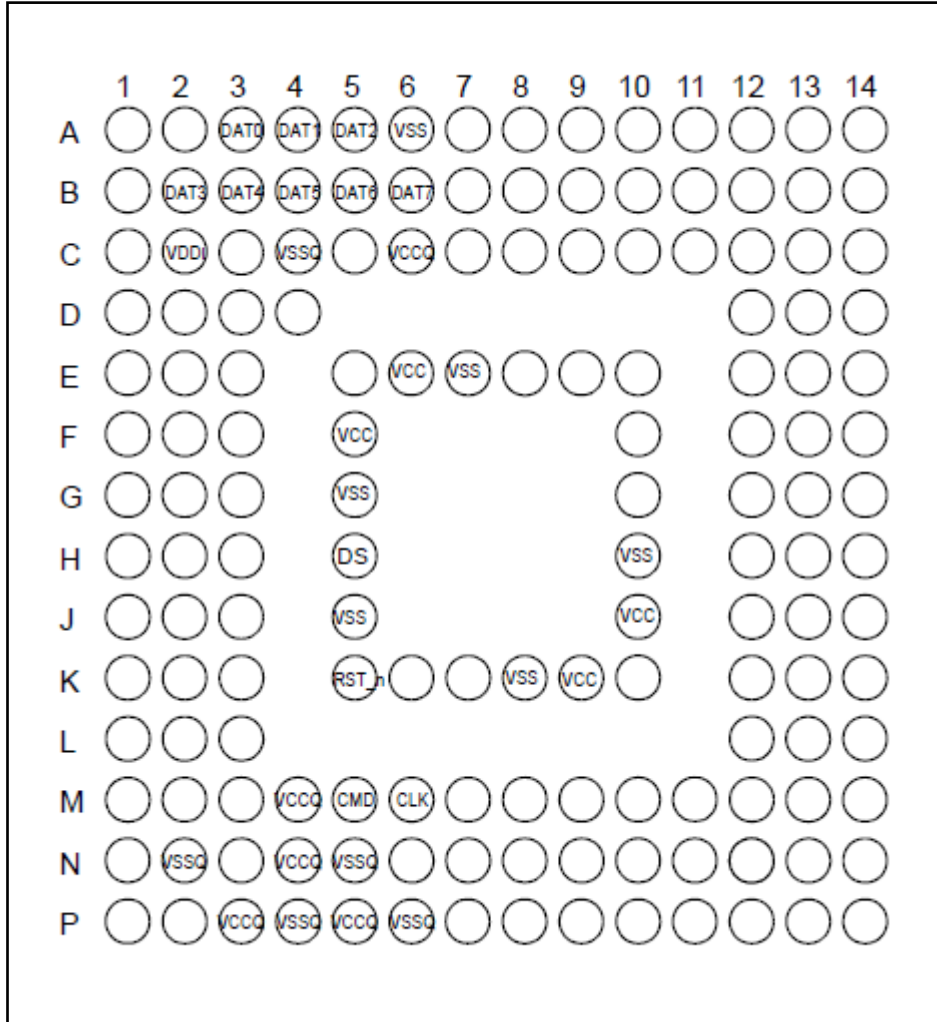 1 2 3 4 5 6 7 8 9 10 11 12 13 14
A DAT0 DAT1 DAT2 VSS
B DAT3 DAT4 DAT5 DAT6 DAT7
C VDDI VSSQ VCCQ
D
E VCC VSS
F VCC
G VSS
H DS VSS
J VSS VCC
K RST_n VSS VCC
L
M VCCQ CMD CLK
N VSSQ VCCQ VSSQ
P VCCQ VSSQ VCCQ VSSQ